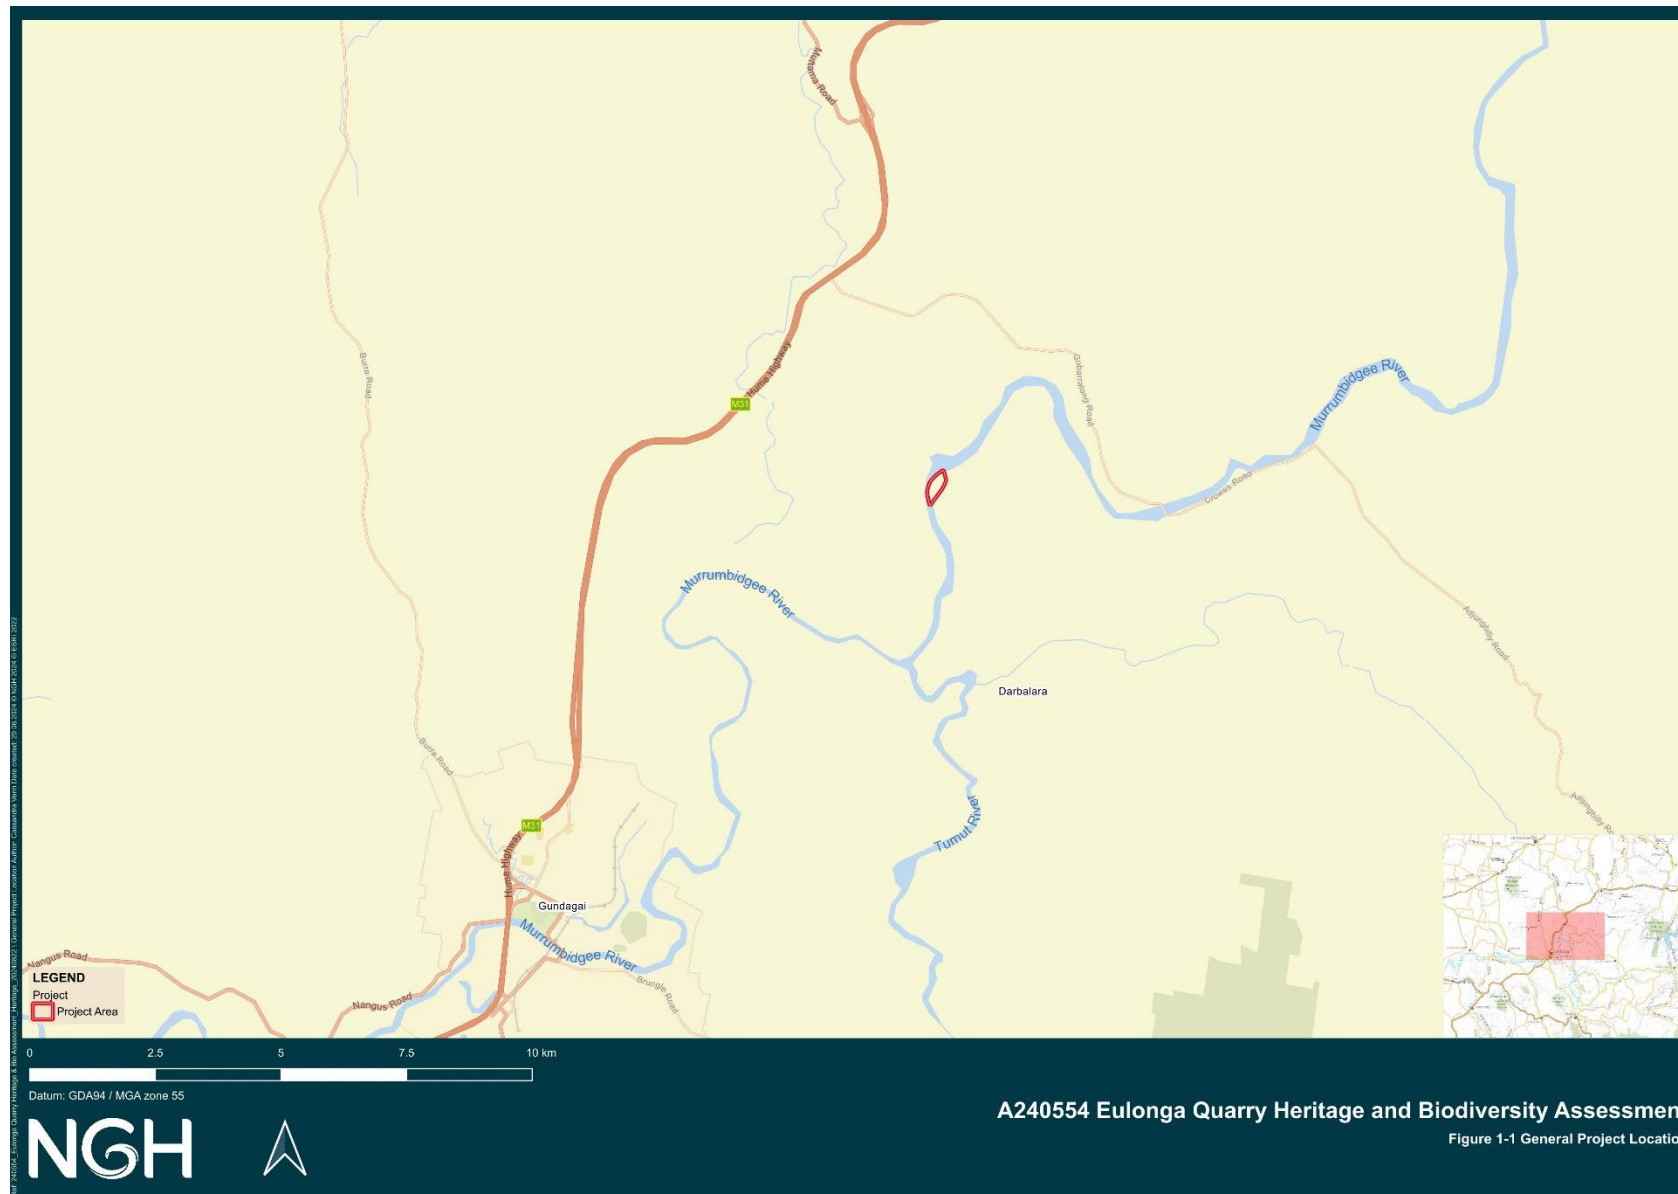 Muttama Road
Burra Road
Hume Highway
M31
Gobarralong Road
Murrumbidgee River
Crowes Road
Murrumbidgee River
Adjungbilly Road
Darbalara
Burra Road
Adjungbilly
Tumut River
M31
Hume Highway
Gundagai
Murrumbidgee River
Nangus Road
Brungle Road
Nangus Road
LEGEND
Project
Project Area
0 2.5 5 7.5 10 km
Datum: GDA94 / MGA zone 55
NGH
A240554 Eulonga Quarry Heritage and Biodiversity Assessmen
Figure 1-1 General Project Locatio